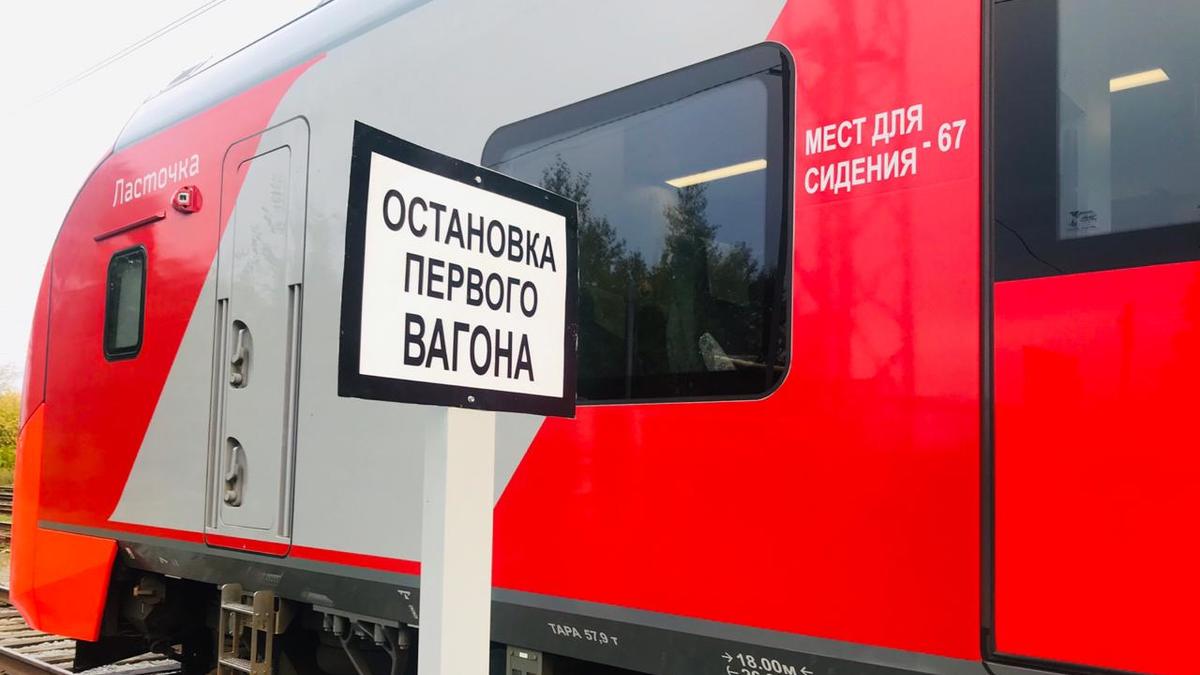 Ласточка
ОСТАНОВКА
ПЕРВОГО
ВАГОНА
МЕСТ ДЛЯ
СИДЕНИЯ - 67
ТАРА 57,9 т
18.00м